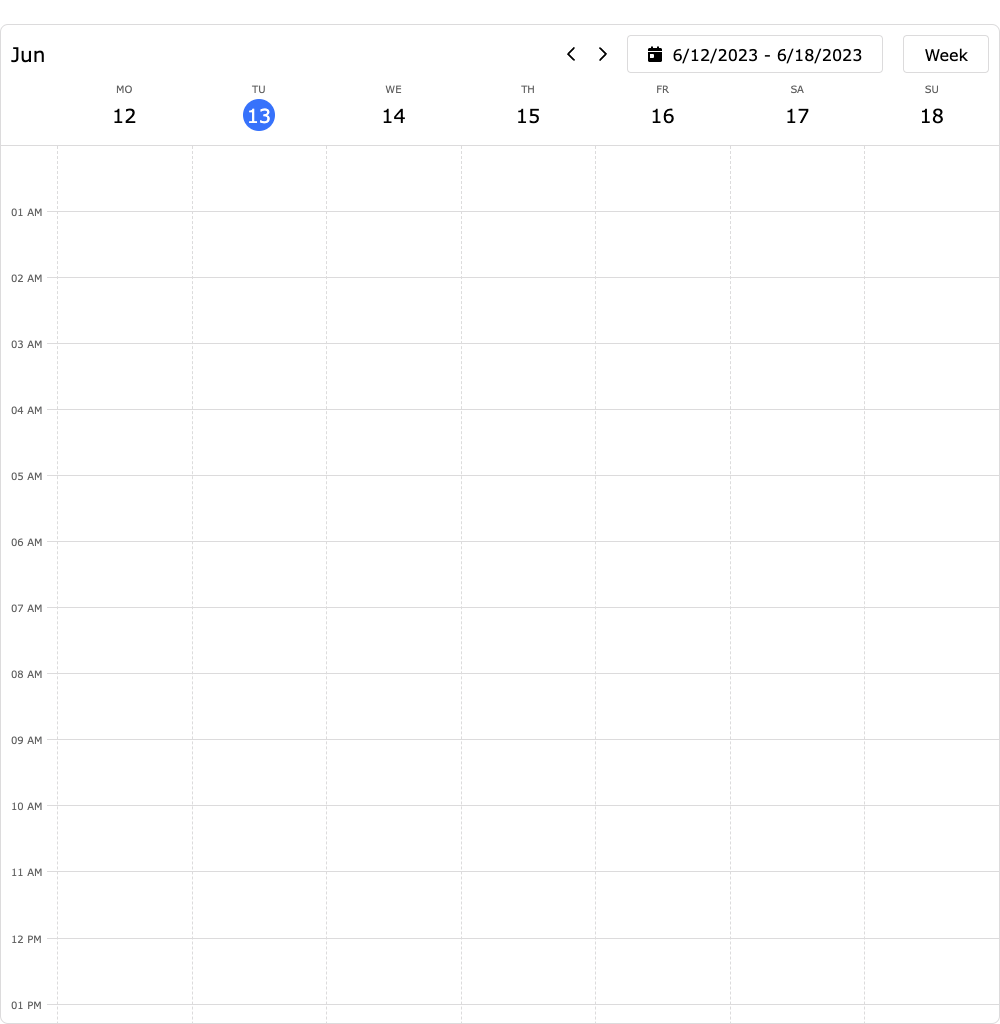 Jun 6/12/2023 - 6/18/2023 Week
MO TU WE TH FR SA SU
12 13 14 15 16 17 18
01 AM
02 AM
03 AM
04 AM
05 AM
06 AM
07 AM
08 AM
09 AM
10 AM
11 AM
12 PM
01 PM